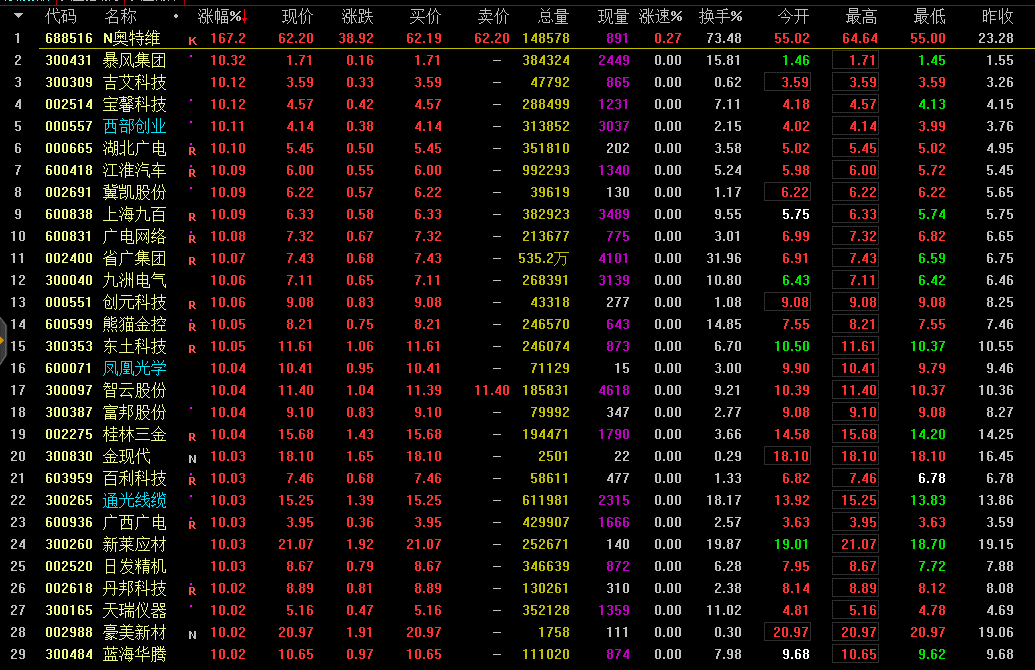 代码 名称 • 涨幅%↓ 现价 涨跌 买价 卖价 总量 现量 涨速% 换手% 今开 最高 最低 昨收
1 688516 N奥特维 K 167.2 62.20 38.92 62.19 62.20 148578 891 0.27 73.48 55.02 64.64 55.00 23.28
2 300431 暴风集团 10.32 1.71 0.16 1.71 — 384324 2449 0.00 15.81 1.46 1.71 1.45 1.55
3 300309 吉艾科技 10.12 3.59 0.33 3.59 — 47792 865 0.00 0.62 3.59 3.59 3.59 3.26
4 002514 宝馨科技 10.12 4.57 0.42 4.57 — 288499 1231 0.00 7.11 4.18 4.57 4.13 4.15
5 000557 西部创业 10.11 4.14 0.38 4.14 — 313852 3037 0.00 2.15 4.02 4.14 3.99 3.76
6 000665 湖北广电 R 10.10 5.45 0.50 5.45 — 351810 202 0.00 3.58 5.02 5.45 5.02 4.95
7 600418 江淮汽车 R 10.09 6.00 0.55 6.00 — 992293 1340 0.00 5.24 5.98 6.00 5.72 5.45
8 002691 冀凯股份 10.09 6.22 0.57 6.22 — 39619 130 0.00 1.17 6.22 6.22 6.22 5.65
9 600838 上海九百 R 10.09 6.33 0.58 6.33 — 382923 3489 0.00 9.55 5.75 6.33 5.74 5.75
10 600831 广电网络 R 10.08 7.32 0.67 7.32 — 213677 775 0.00 3.01 6.99 7.32 6.82 6.65
11 002400 省广集团 R 10.07 7.43 0.68 7.43 — 535.2万 4101 0.00 31.96 6.91 7.43 6.59 6.75
12 300040 九洲电气 10.06 7.11 0.65 7.11 — 268391 3139 0.00 10.80 6.43 7.11 6.42 6.46
13 000551 创元科技 R 10.06 9.08 0.83 9.08 — 43318 277 0.00 1.08 9.08 9.08 9.08 8.25
14 600599 熊猫金控 R 10.05 8.21 0.75 8.21 — 246570 643 0.00 14.85 7.55 8.21 7.55 7.46
15 300353 东土科技 R 10.05 11.61 1.06 11.61 — 246074 873 0.00 6.70 10.50 11.61 10.37 10.55
16 600071 凤凰光学 10.04 10.41 0.95 10.41 — 71129 15 0.00 3.00 9.90 10.41 9.79 9.46
17 300097 智云股份 10.04 11.40 1.04 11.39 11.40 185831 4618 0.00 9.21 10.39 11.40 10.37 10.36
18 300387 富邦股份 10.04 9.10 0.83 9.10 — 79992 347 0.00 2.77 9.08 9.10 9.08 8.27
19 002275 桂林三金 R 10.04 15.68 1.43 15.68 — 194471 1790 0.00 3.66 14.58 15.68 14.20 14.25
20 300830 金现代 N 10.03 18.10 1.65 18.10 — 2501 22 0.00 0.29 18.10 18.10 18.10 16.45
21 603959 百利科技 R 10.03 7.46 0.68 7.46 — 58611 477 0.00 1.33 6.82 7.46 6.78 6.78
22 300265 通光线缆 10.03 15.25 1.39 15.25 — 611981 2315 0.00 18.17 13.92 15.25 13.83 13.86
23 600936 广西广电 R 10.03 3.95 0.36 3.95 — 429907 1666 0.00 2.57 3.63 3.95 3.63 3.59
24 300260 新莱应材 10.03 21.07 1.92 21.07 — 252671 140 0.00 19.87 19.01 21.07 18.70 19.15
25 002520 日发精机 10.03 8.67 0.79 8.67 — 346639 872 0.00 6.28 7.95 8.67 7.72 7.88
26 002618 丹邦科技 R 10.02 8.89 0.81 8.89 — 130261 310 0.00 2.38 8.14 8.89 8.12 8.08
27 300165 天瑞仪器 10.02 5.16 0.47 5.16 — 352128 1359 0.00 11.02 4.81 5.16 4.78 4.69
28 002988 豪美新材 N 10.02 20.97 1.91 20.97 — 1758 111 0.00 0.30 20.97 20.97 20.97 19.06
29 300484 蓝海华腾 10.02 10.65 0.97 10.65 — 111020 874 0.00 7.98 9.68 10.65 9.62 9.68